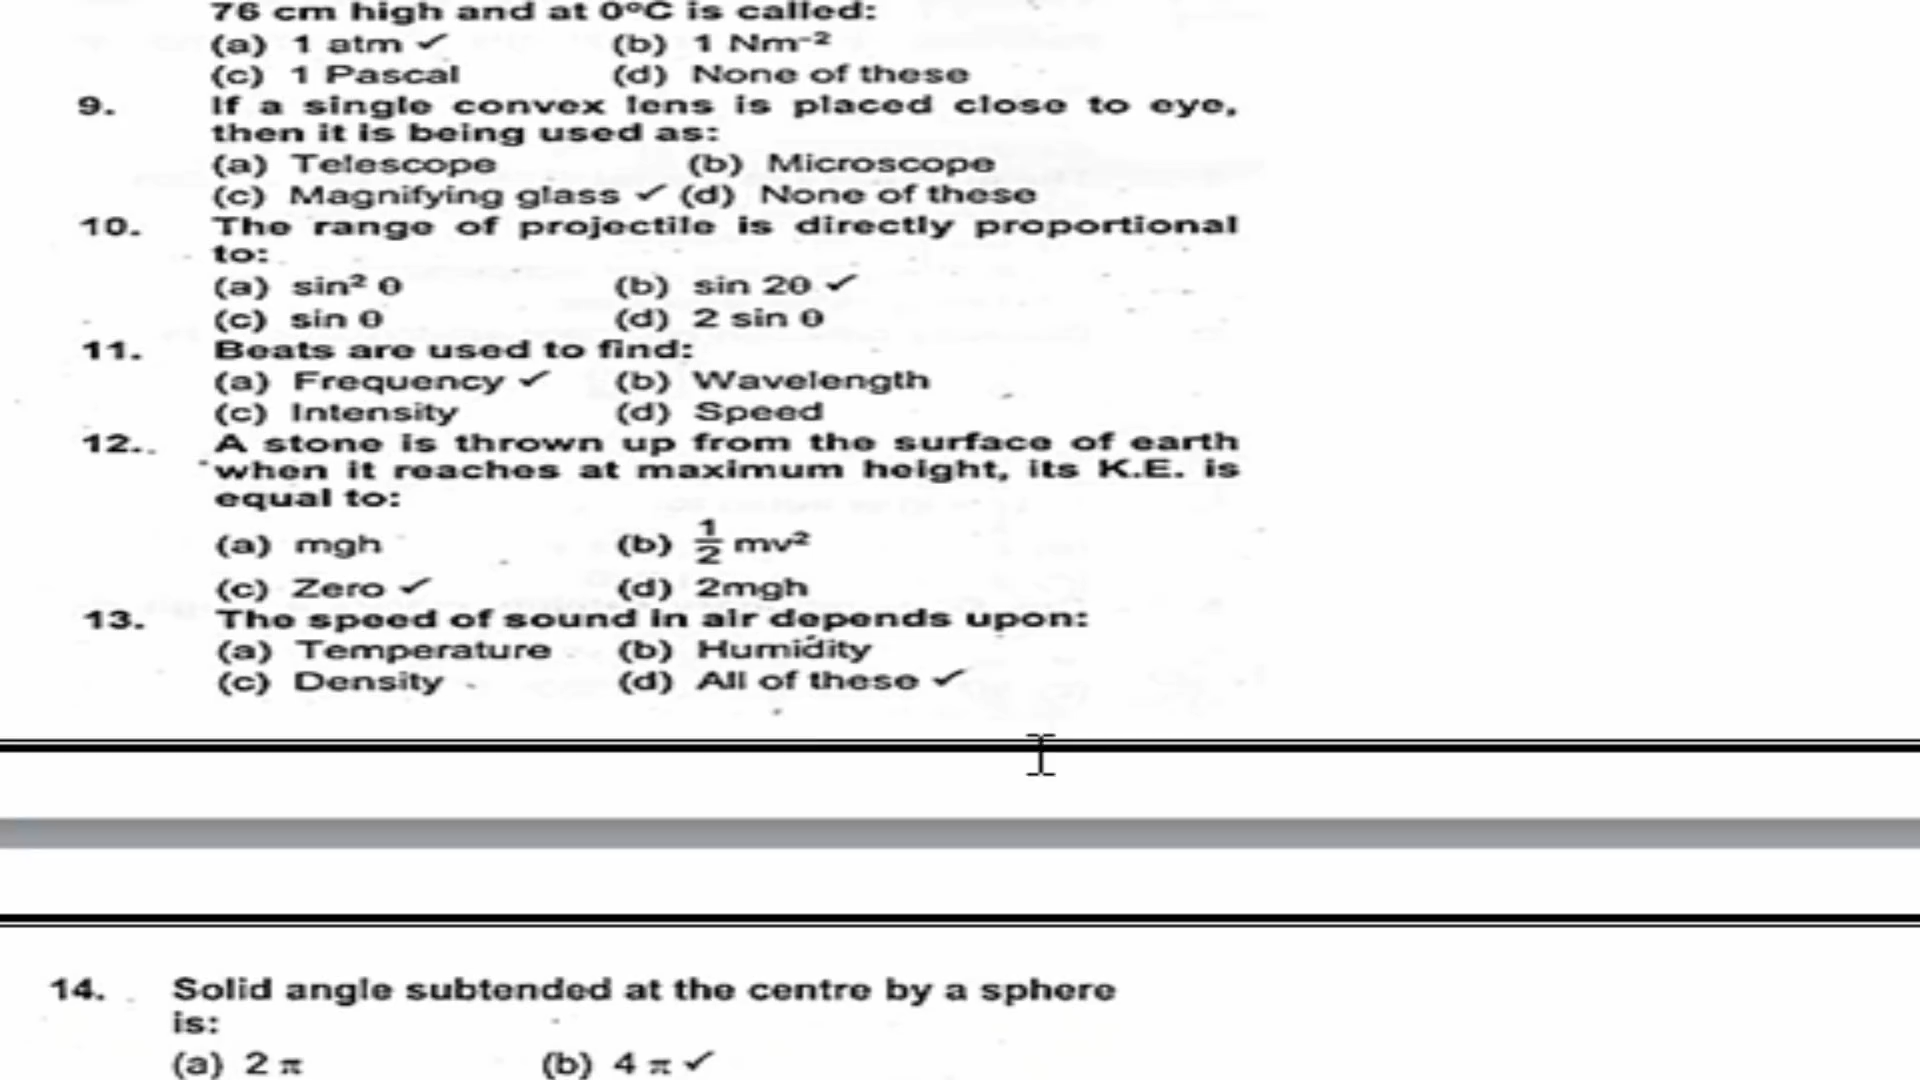 76 cm high and at 0°C is called:
(a) 1 atm ✓ (b) 1 Nm⁻²
(c) 1 Pascal (d) None of these
9. If a single convex lens is placed close to eye,
then it is being used as:
(a) Telescope (b) Microscope
(c) Magnifying glass ✓ (d) None of these
10. The range of projectile is directly proportional
to:
(a) sin² θ (b) sin 2θ ✓
(c) sin θ (d) 2 sin θ
11. Beats are used to find:
(a) Frequency ✓ (b) Wavelength
(c) Intensity (d) Speed
12. A stone is thrown up from the surface of earth
when it reaches at maximum height, its K.E. is
equal to:
(a) mgh (b) 1/2 mv²
(c) Zero ✓ (d) 2mgh
13. The speed of sound in air depends upon:
(a) Temperature (b) Humidity
(c) Density (d) All of these ✓
14. Solid angle subtended at the centre by a sphere
is:
(a) 2 π (b) 4 π ✓